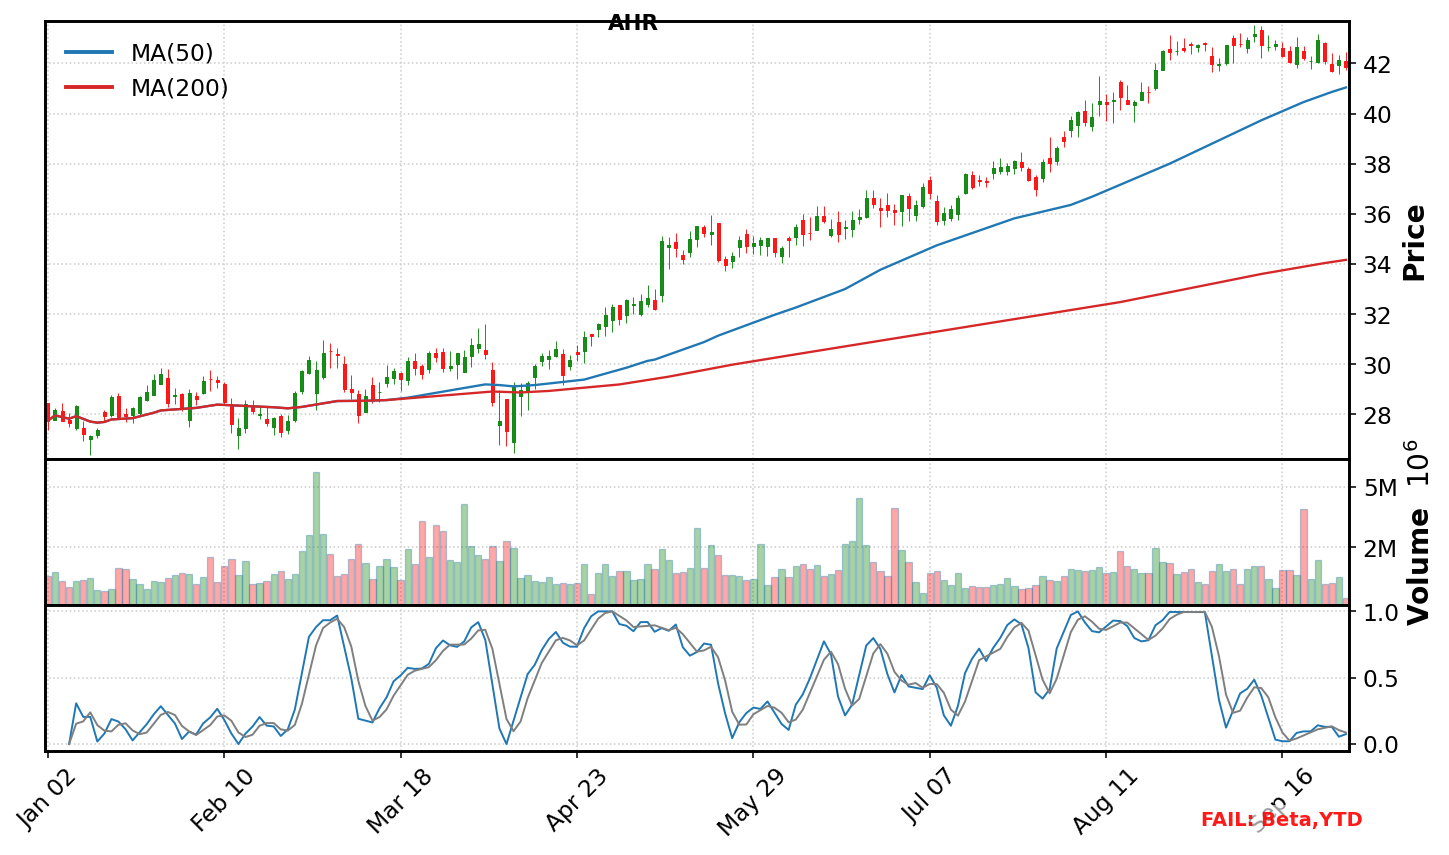 AHR
MA(50)
MA(200)
42
40
38
36
34
32
30
28
Price
5M
2M
Volume 10^6
1.0
0.5
0.0
Jan 02
Feb 10
Mar 18
Apr 23
May 29
Jul 07
Aug 11
Sep 16
FAIL: Beta,YTD